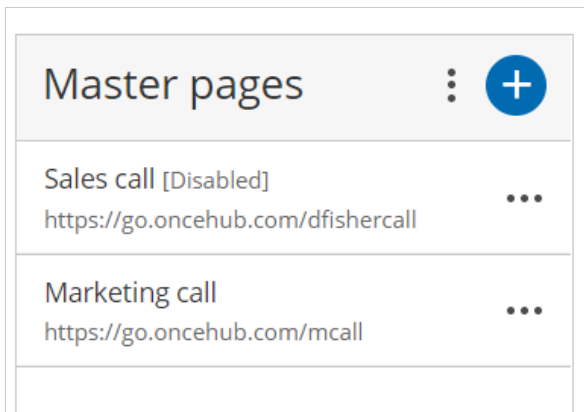 Master pages
Sales call [Disabled]
https://go.oncehub.com/dfishercall
Marketing call
https://go.oncehub.com/mcall